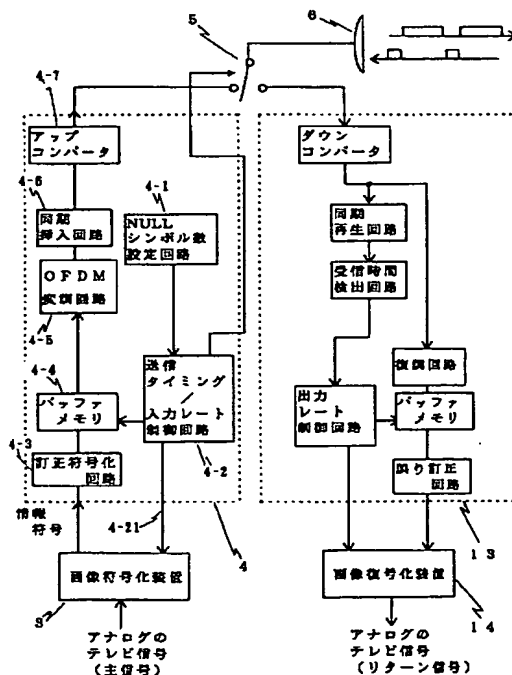 5
6
4-7
アップ
コンバータ
ダウン
コンバータ
4-6
同期
挿入回路
4-1
NULL
シンボル数
設定回路
同期
再生回路
OFDM
変調回路
4-5
受信時間
検出回路
4-4
送信
タイミング
/
入力レート
制御回路
復調回路
バッファ
メモリ
出力
レート
制御回路
バッファ
メモリ
4-3
訂正符号化
回路
4-2
誤り訂正
回路
情報
符号
4-21
4
13
画像符号化装置
画像復号化装置
3
14
アナログの
テレビ信号
(主信号)
アナログの
テレビ信号
(リターン信号)